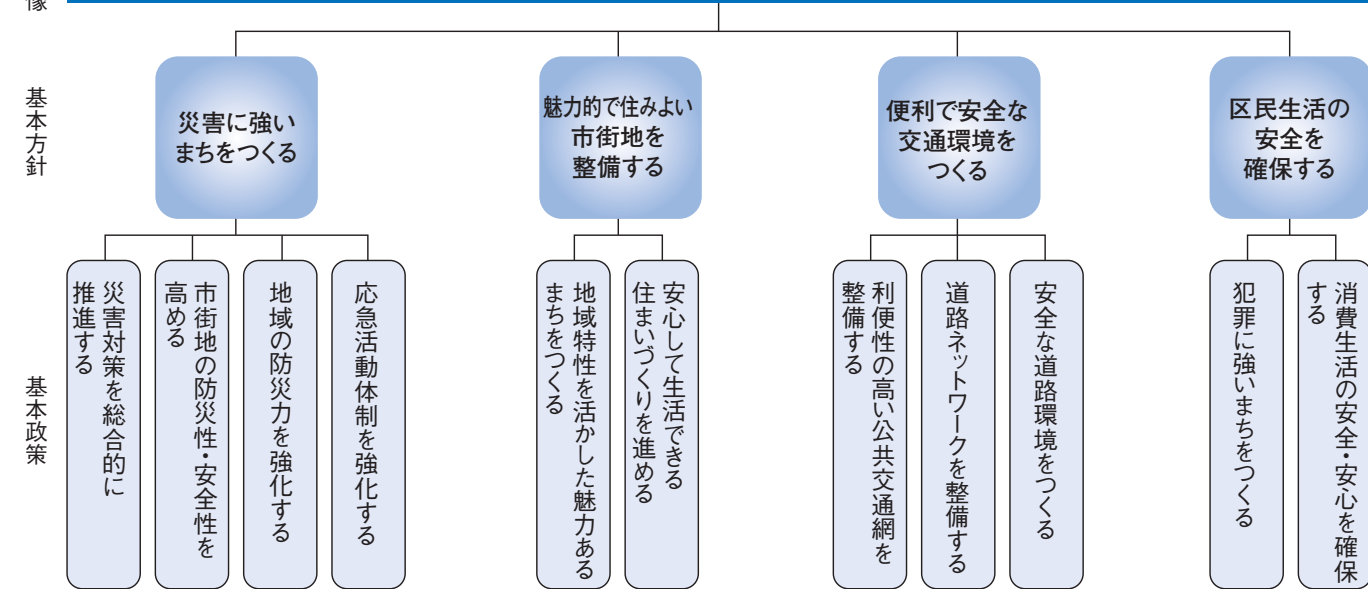 像
基本方針
災害に強い
まちをつくる
魅力的で住みよい
市街地を
整備する
便利で安全な
交通環境を
つくる
区民生活の
安全を
確保する
基本政策
災害対策を総合的に
推進する
市街地の防災性・安全性を
高める
地域の防災力を強化する
応急活動体制を強化する
地域特性を活かした魅力ある
まちをつくる
安心して生活できる
住まいづくりを進める
利便性の高い公共交通網を
整備する
道路ネットワークを整備する
安全な道路環境をつくる
犯罪に強いまちをつくる
消費生活の安全・安心を確保
する